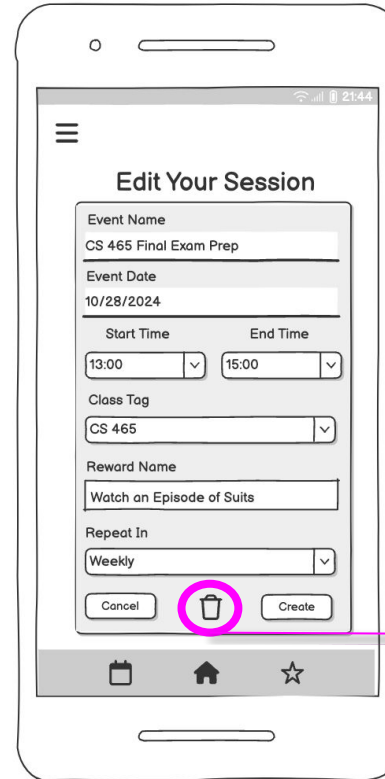 21:44
Edit Your Session
Event Name
CS 465 Final Exam Prep
Event Date
10/28/2024
Start Time End Time
13:00 15:00
Class Tag
CS 465
Reward Name
Watch an Episode of Suits
Repeat In
Weekly
Cancel Create